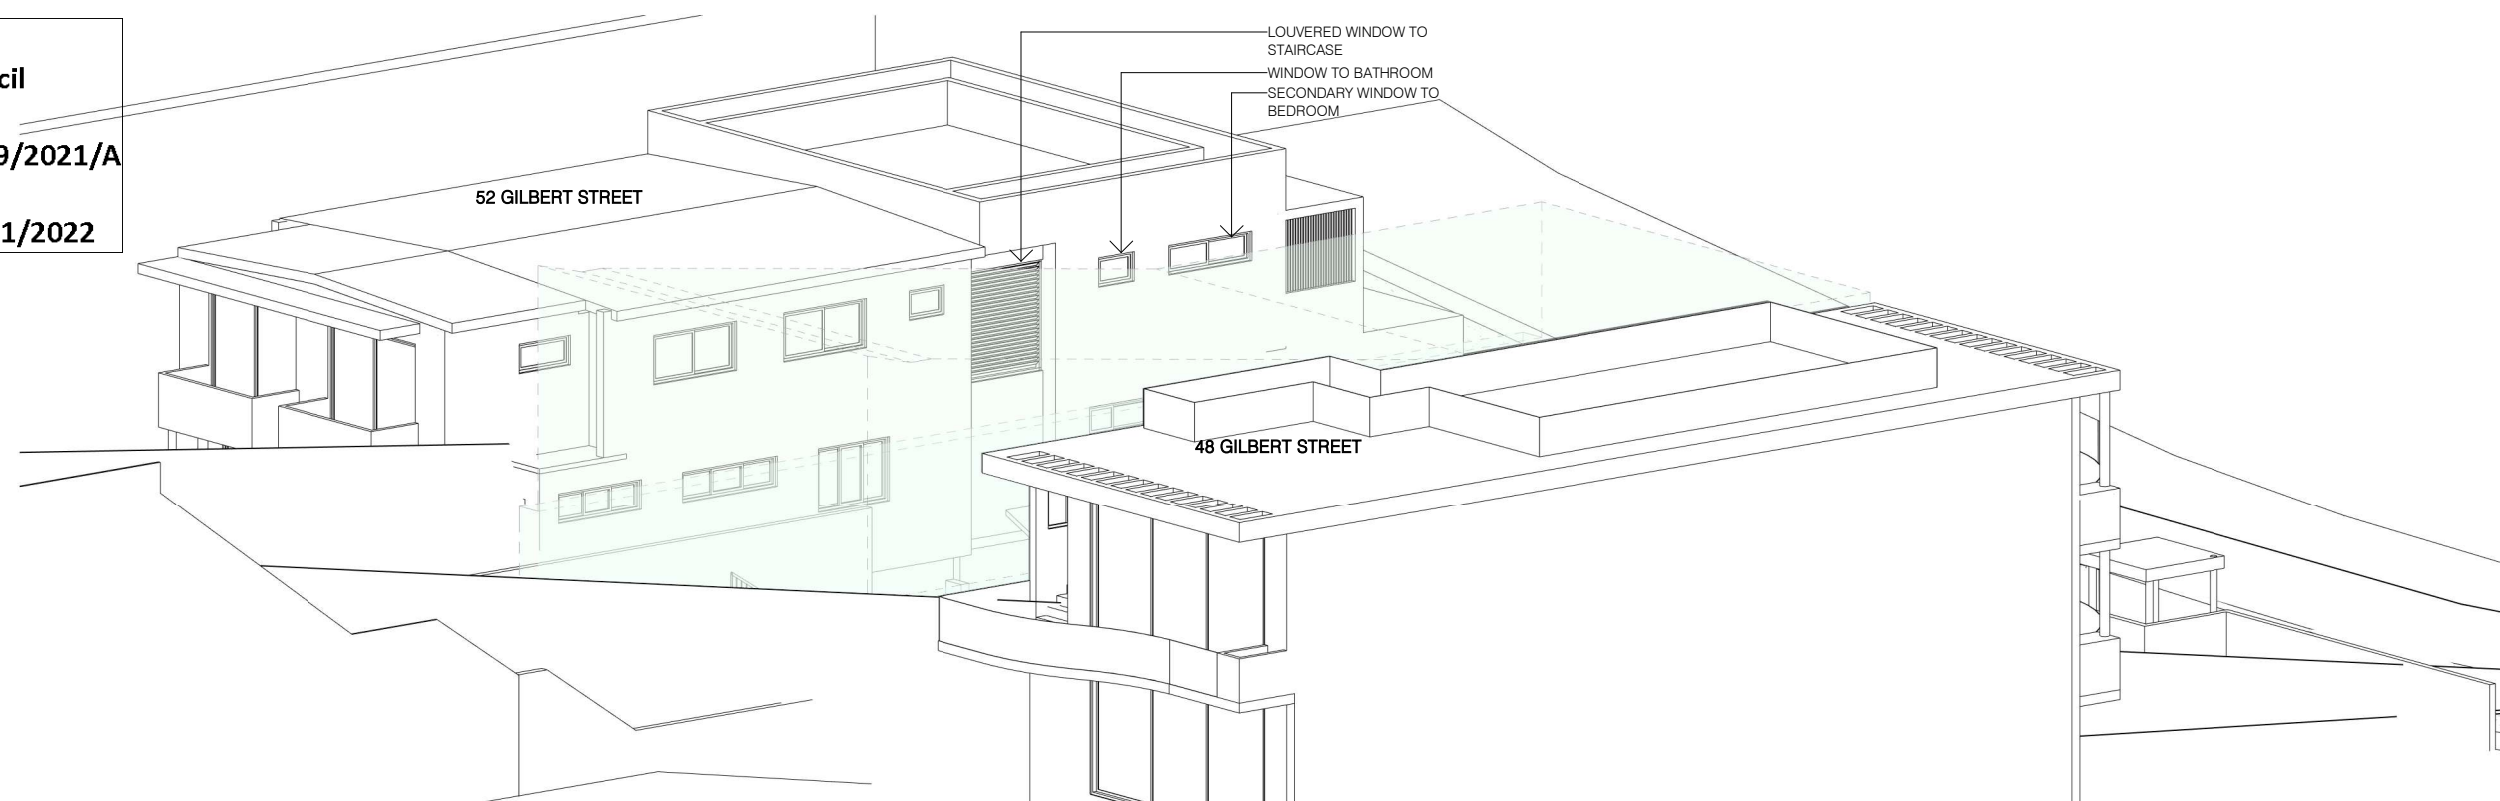 cil
9/2021/A
1/2022
LOUVERED WINDOW TO
STAIRCASE
WINDOW TO BATHROOM
SECONDARY WINDOW TO
BEDROOM
52 GILBERT STREET
48 GILBERT STREET